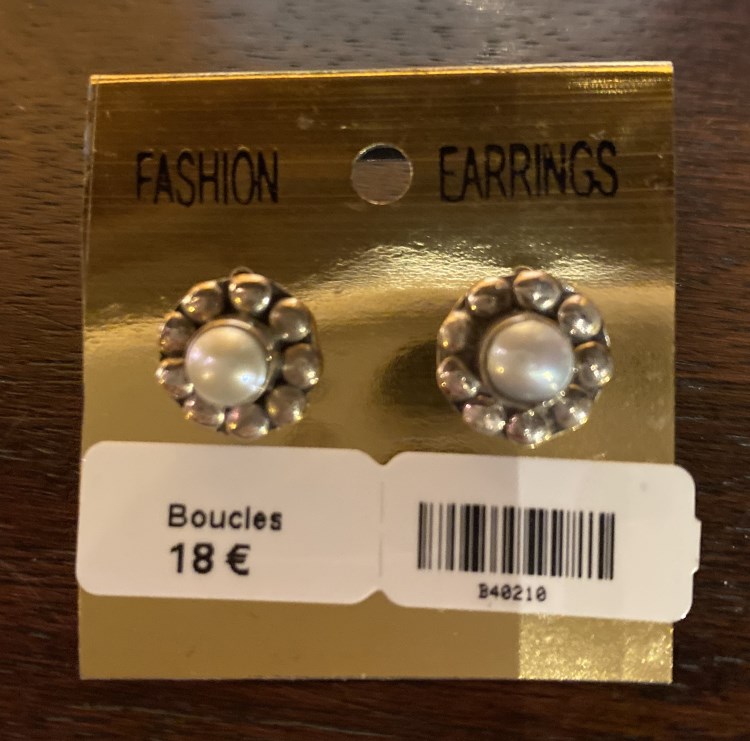 FASHION EARRINGS
Boucles
18 €
B40210